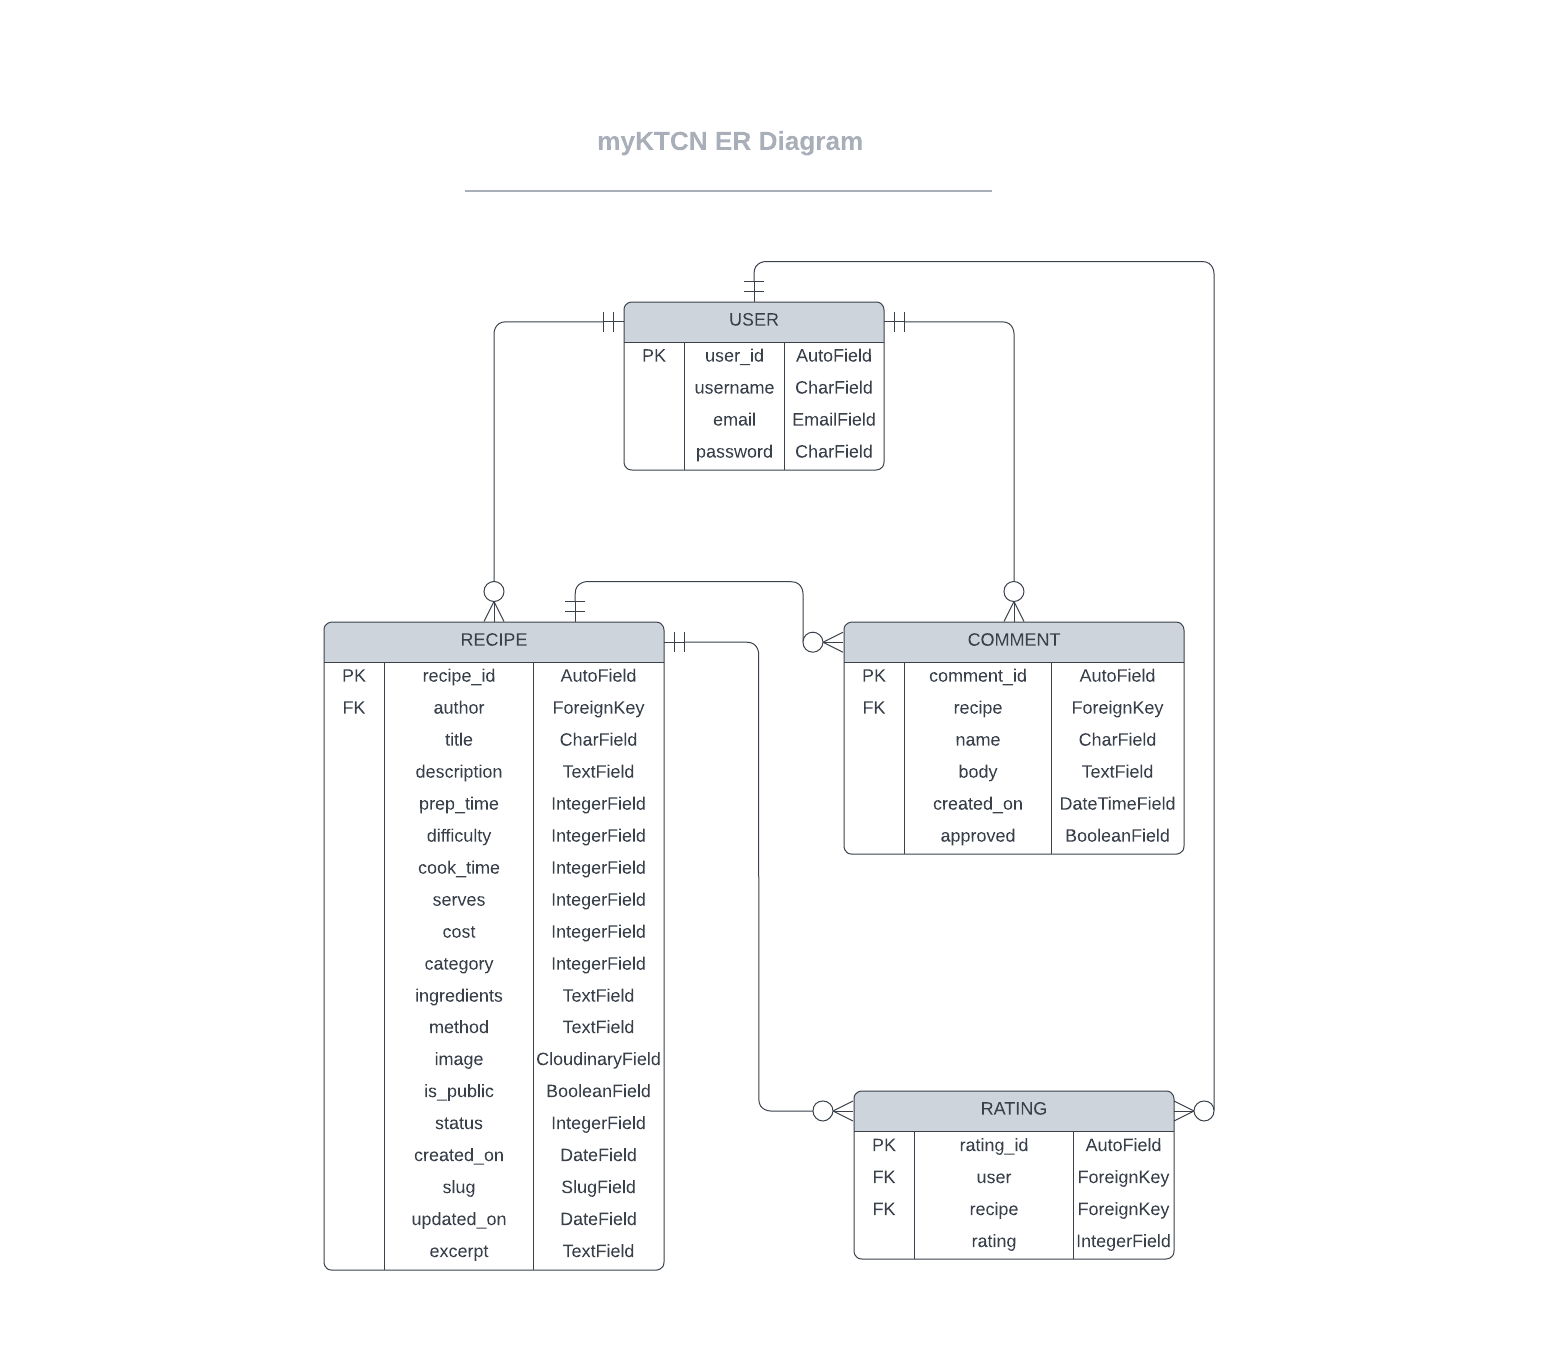 myKTCN ER Diagram
USER
PK user_id AutoField
username CharField
email EmailField
password CharField
RECIPE
PK recipe_id AutoField
FK author ForeignKey
title CharField
description TextField
prep_time IntegerField
difficulty IntegerField
cook_time IntegerField
serves IntegerField
cost IntegerField
category IntegerField
ingredients TextField
method TextField
image CloudinaryField
is_public BooleanField
status IntegerField
created_on DateField
slug SlugField
updated_on DateField
excerpt TextField
COMMENT
PK comment_id AutoField
FK recipe ForeignKey
name CharField
body TextField
created_on DateTimeField
approved BooleanField
RATING
PK rating_id AutoField
FK user ForeignKey
FK recipe ForeignKey
rating IntegerField